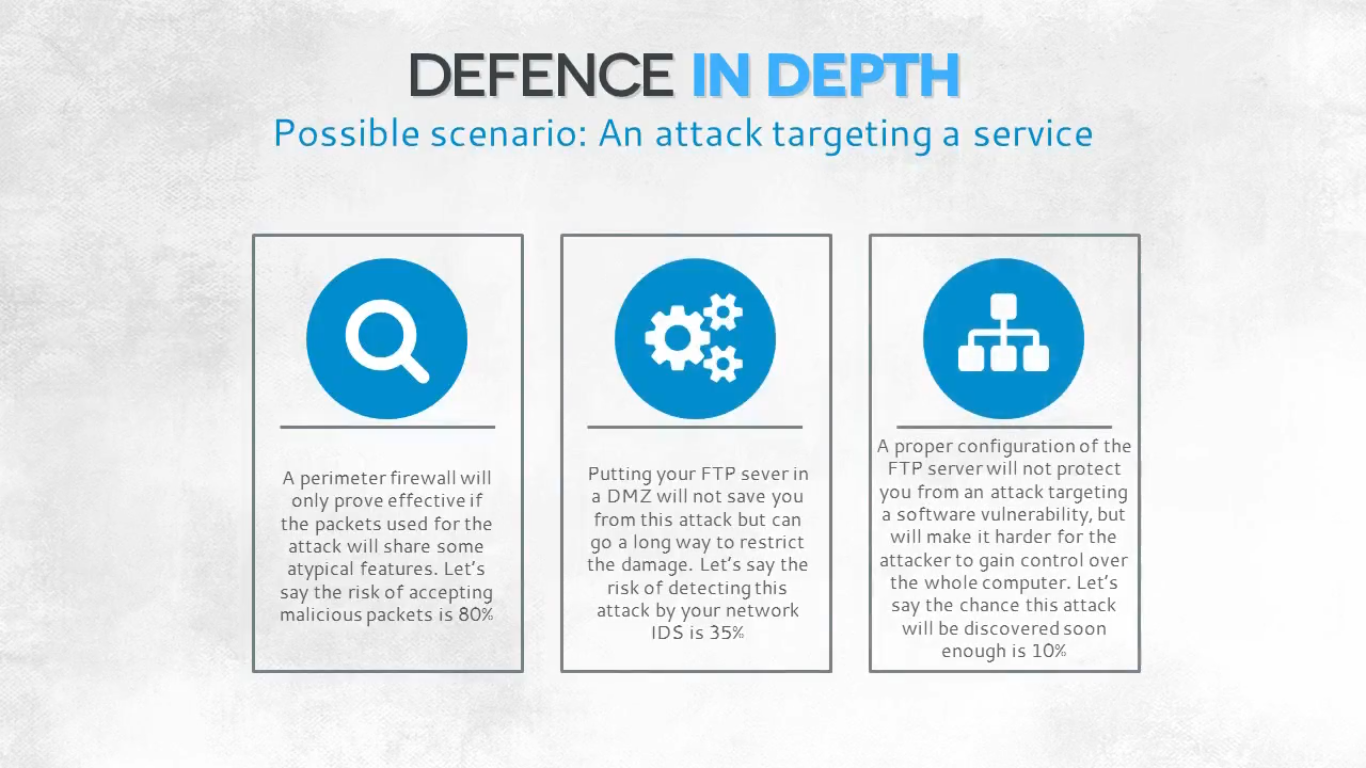 DEFENCE IN DEPTH
Possible scenario: An attack targeting a service
A perimeter firewall will
only prove effective if
the packets used for the
attack will share some
atypical features. Let's
say the risk of accepting
malicious packets is 80%
Putting your FTP sever in
a DMZ will not save you
from this attack but can
go a long way to restrict
the damage. Let's say the
risk of detecting this
attack by your network
IDS is 35%
A proper configuration of the
FTP server will not protect
you from an attack targeting
a software vulnerability, but
will make it harder for the
attacker to gain control over
the whole computer. Let's
say the chance this attack
will be discovered soon
enough is 10%